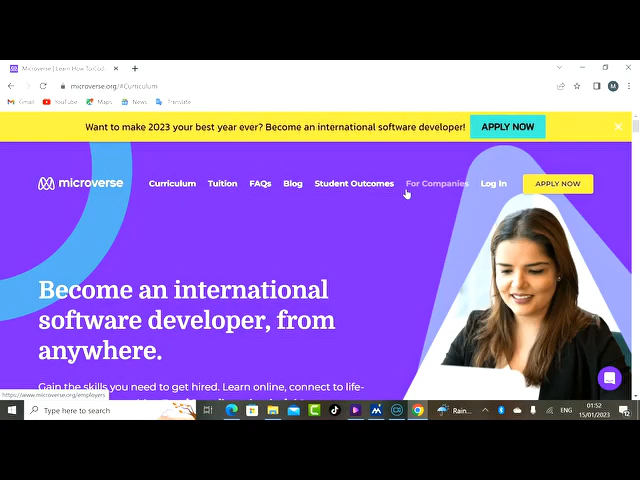 Microverse | Learn How To Cod
microverse.org/#Curriculum
Gmail YouTube Maps News Translate
Want to make 2023 your best year ever? Become an international software developer! APPLY NOW
microverse Curriculum Tuition FAQs Blog Student Outcomes For Companies Log In APPLY NOW
Become an international
software developer, from
anywhere.
Gain the skills you need to get hired. Learn online, connect to life-
https://www.microverse.org/employers
Type here to search
Rain...
ENG
01:52
15/01/2023
12